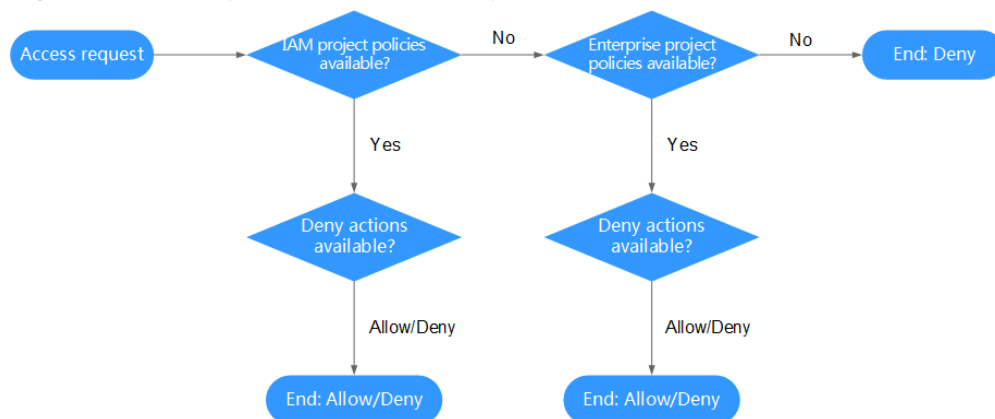 Access request
IAM project policies
available?
No
Enterprise project
policies available?
No
End: Deny
Yes
Yes
Deny actions
available?
Deny actions
available?
Allow/Deny
Allow/Deny
End: Allow/Deny
End: Allow/Deny